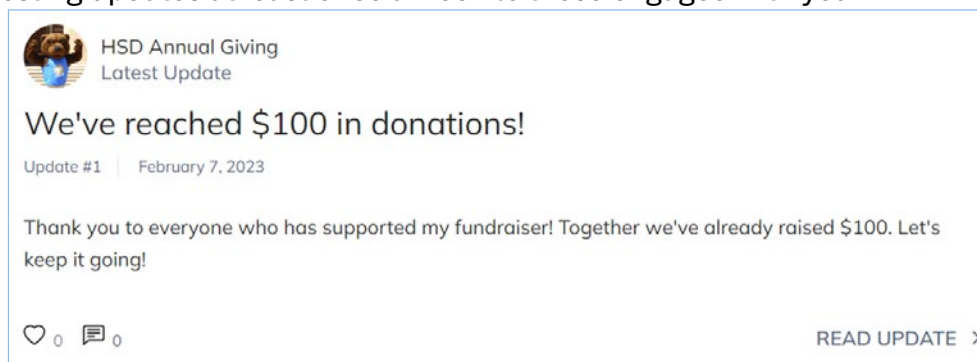 HSD Annual Giving
Latest Update
We've reached $100 in donations!
Update #1 | February 7, 2023
Thank you to everyone who has supported my fundraiser! Together we've already raised $100. Let's
keep it going!
0 0 READ UPDATE